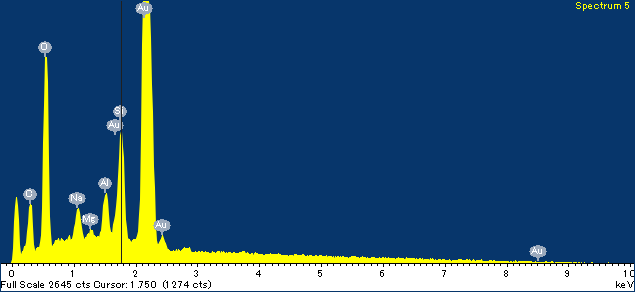 Spectrum 5
Au
O
Si
Au
Al
Na
Mg
Au
Au
0 1 2 3 4 5 6 7 8 9 10
Full Scale 2645 cts Cursor: 1.750 (1274 cts) keV